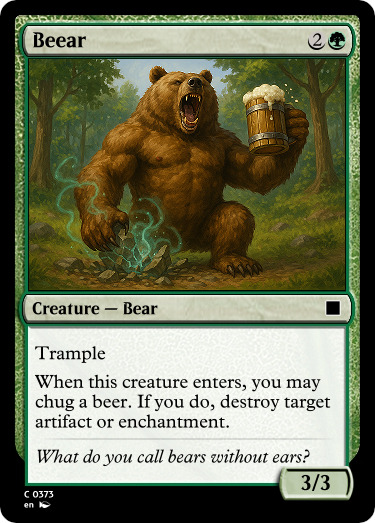 Beear 2
Creature — Bear
Trample
When this creature enters, you may
chug a beer. If you do, destroy target
artifact or enchantment.
What do you call bears without ears?
3/3
C 0373
en